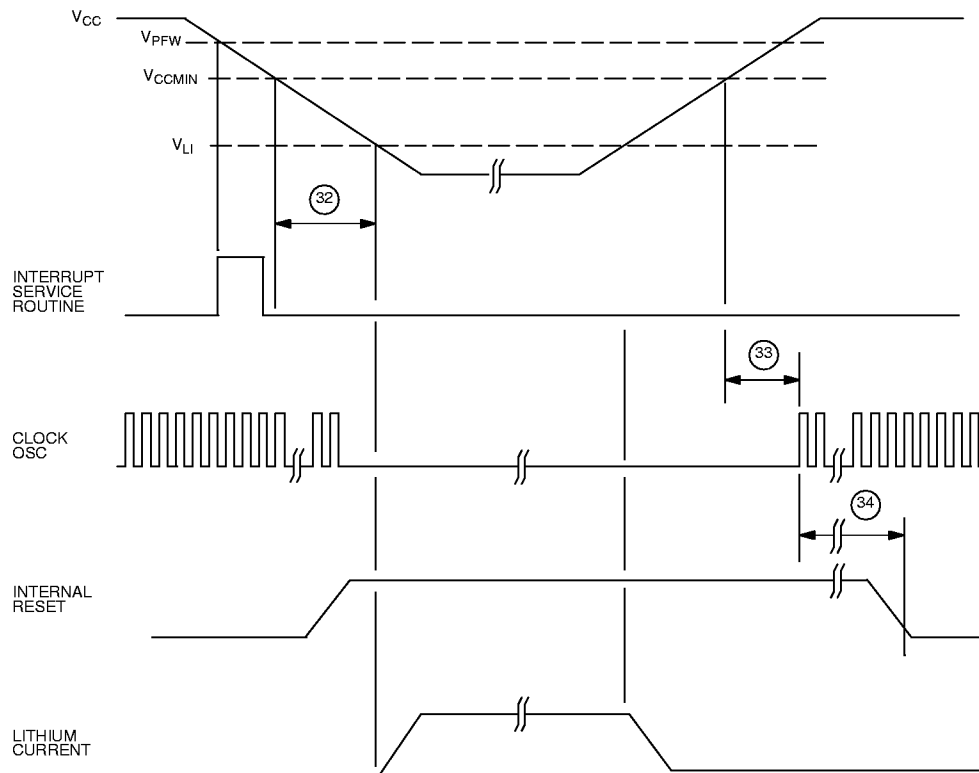 VCC
VPFW
VCCMIN
VLI
32
INTERRUPT
SERVICE
ROUTINE
33
CLOCK
OSC
34
INTERNAL
RESET
LITHIUM
CURRENT